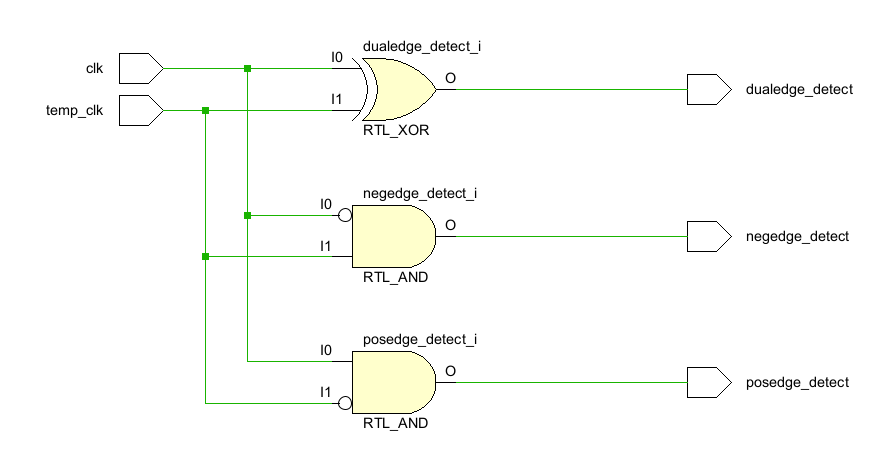 dualedge_detect_i
clk
I0
O
dualedge_detect
temp_clk
I1
RTL_XOR
negedge_detect_i
I0
O
negedge_detect
I1
RTL_AND
posedge_detect_i
I0
O
posedge_detect
I1
RTL_AND